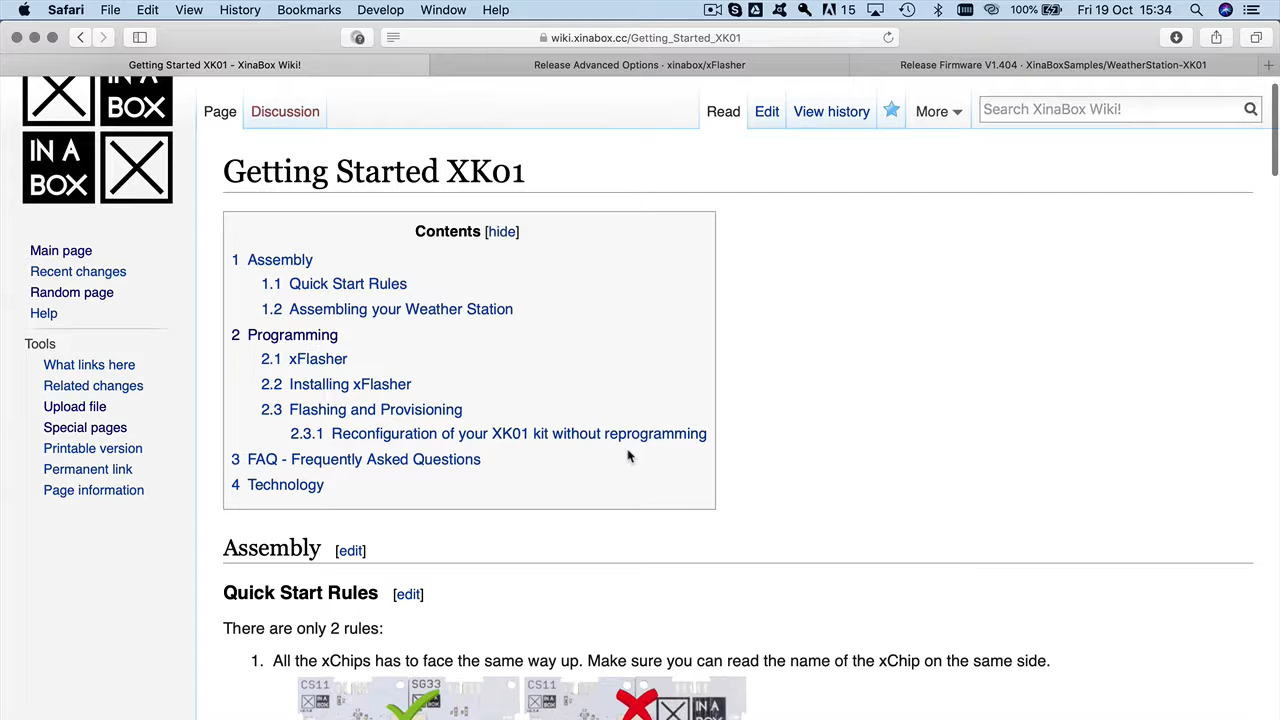 Safari File Edit View History Bookmarks Develop Window Help 15 100% Fri 19 Oct 15:34
wiki.xinabox.cc/Getting_Started_XK01
Getting Started XK01 - XinaBox Wiki! Release Advanced Options · xinabox/xFlasher Release Firmware V1.404 · XinaBoxSamples/WeatherStation-XK01
IN A
BOX
IN A
BOX
Page Discussion Read Edit View history More Search XinaBox Wiki!
Getting Started XK01
Contents [hide]
1 Assembly
1.1 Quick Start Rules
1.2 Assembling your Weather Station
2 Programming
2.1 xFlasher
2.2 Installing xFlasher
2.3 Flashing and Provisioning
2.3.1 Reconfiguration of your XK01 kit without reprogramming
3 FAQ - Frequently Asked Questions
4 Technology
Main page
Recent changes
Random page
Help
Tools
What links here
Related changes
Upload file
Special pages
Printable version
Permanent link
Page information
Assembly [edit]
Quick Start Rules [edit]
There are only 2 rules:
1. All the xChips has to face the same way up. Make sure you can read the name of the xChip on the same side.
CS11 SG33 CS11
IN A